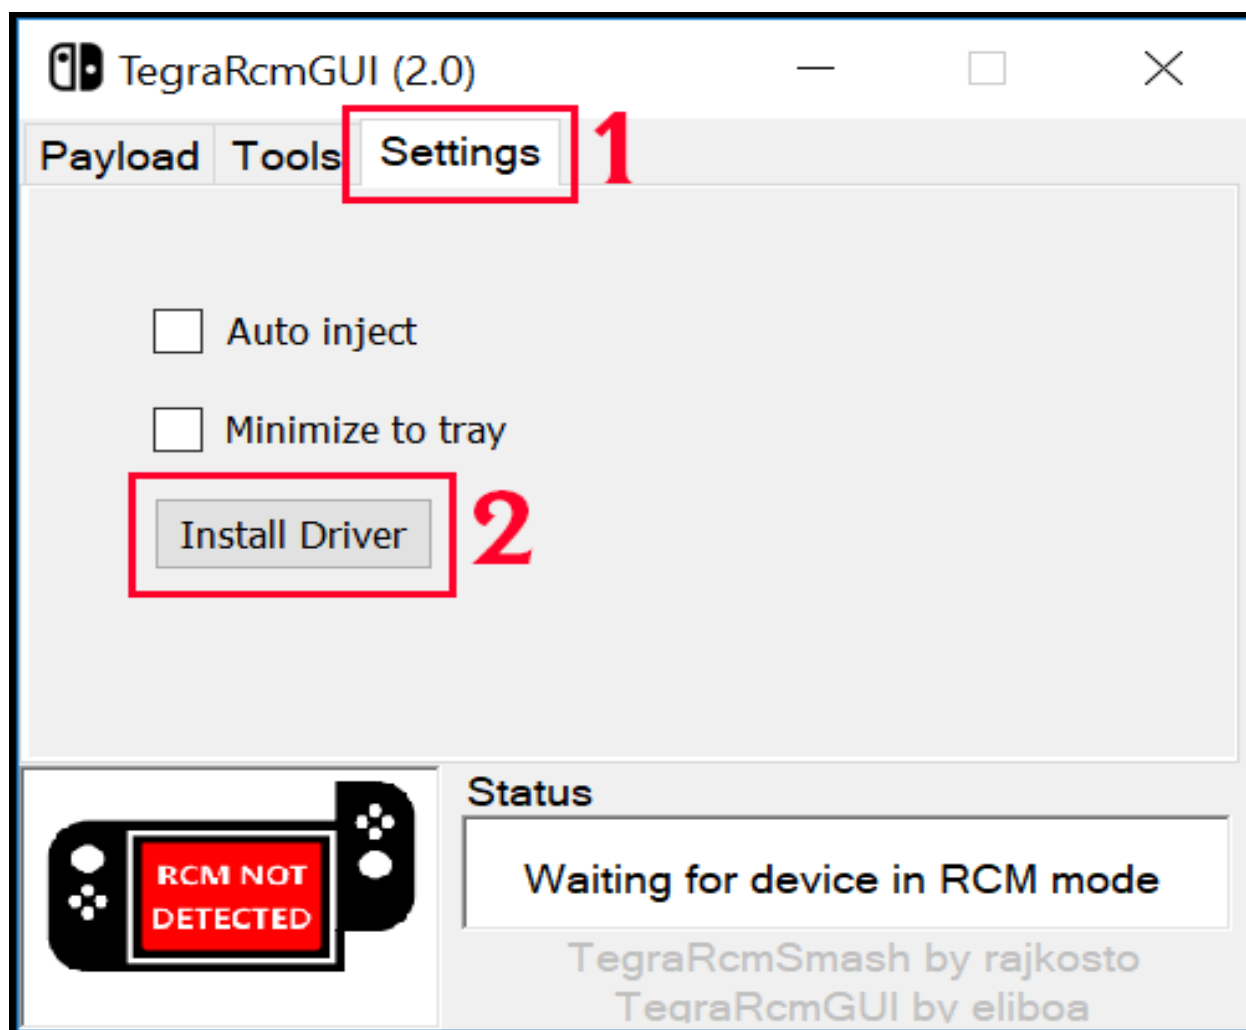 TegraRcmGUI (2.0)
Payload Tools Settings 1
Auto inject
Minimize to tray
Install Driver 2
RCM NOT
DETECTED
Status
Waiting for device in RCM mode
TegraRcmSmash by rajkosto
TegraRcmGUI by eliboa